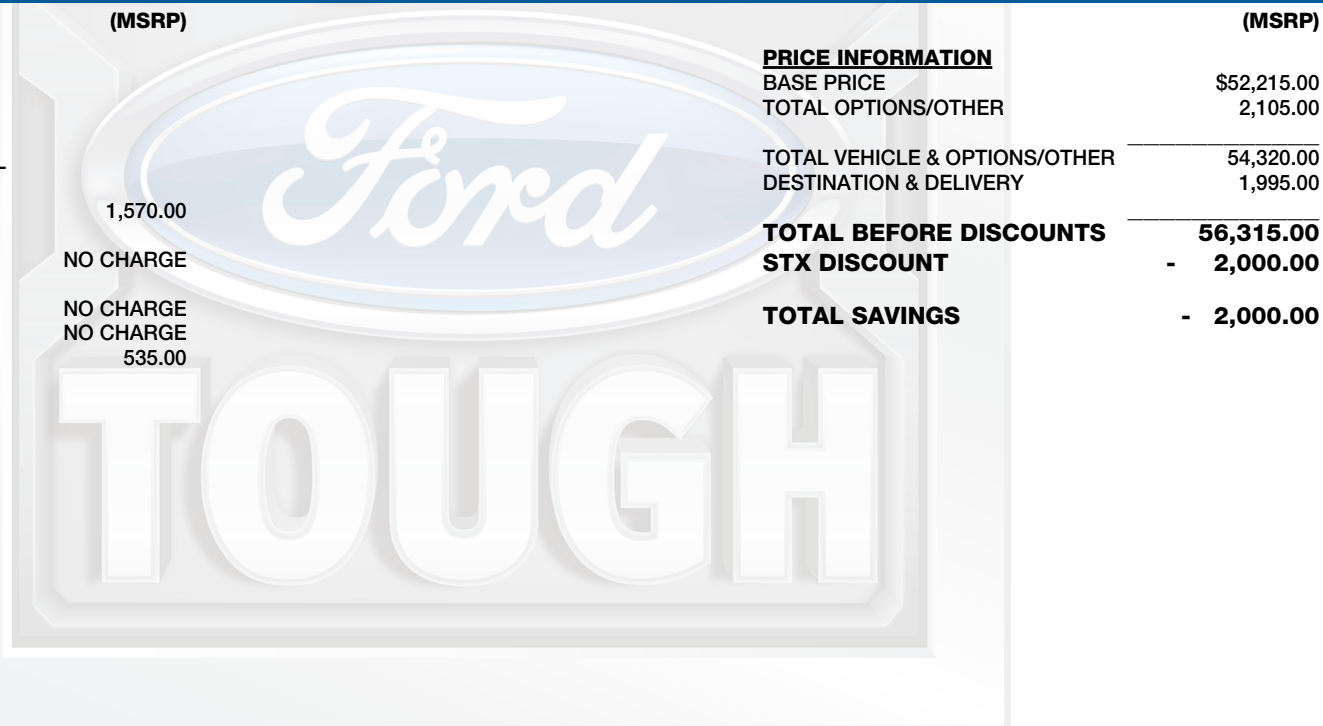 (MSRP)
1,570.00
NO CHARGE
NO CHARGE
NO CHARGE
535.00
Ford
TOUGH
(MSRP)
PRICE INFORMATION
BASE PRICE $52,215.00
TOTAL OPTIONS/OTHER 2,105.00
TOTAL VEHICLE & OPTIONS/OTHER 54,320.00
DESTINATION & DELIVERY 1,995.00
TOTAL BEFORE DISCOUNTS 56,315.00
STX DISCOUNT - 2,000.00
TOTAL SAVINGS - 2,000.00